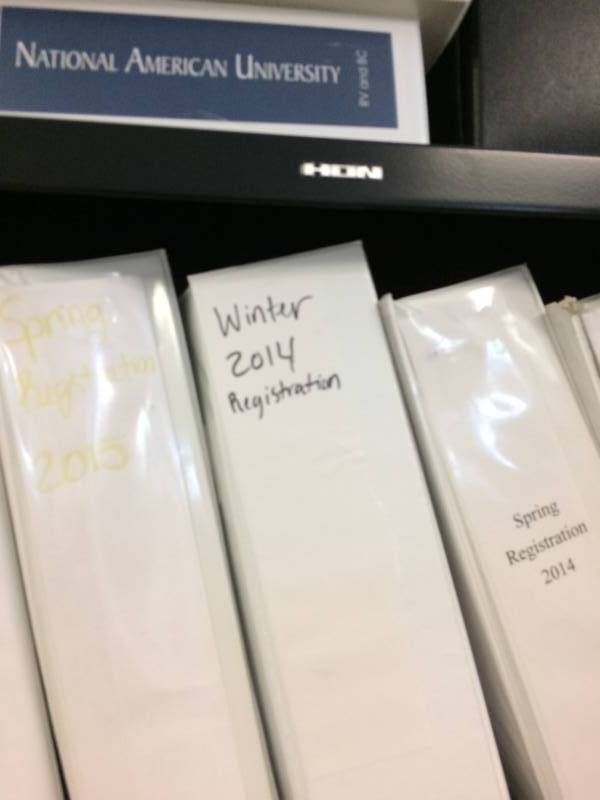 NATIONAL AMERICAN UNIVERSITY
RV and BC
HON
Spring
Registration
2015
Winter
2014
Registration
Spring
Registration
2014